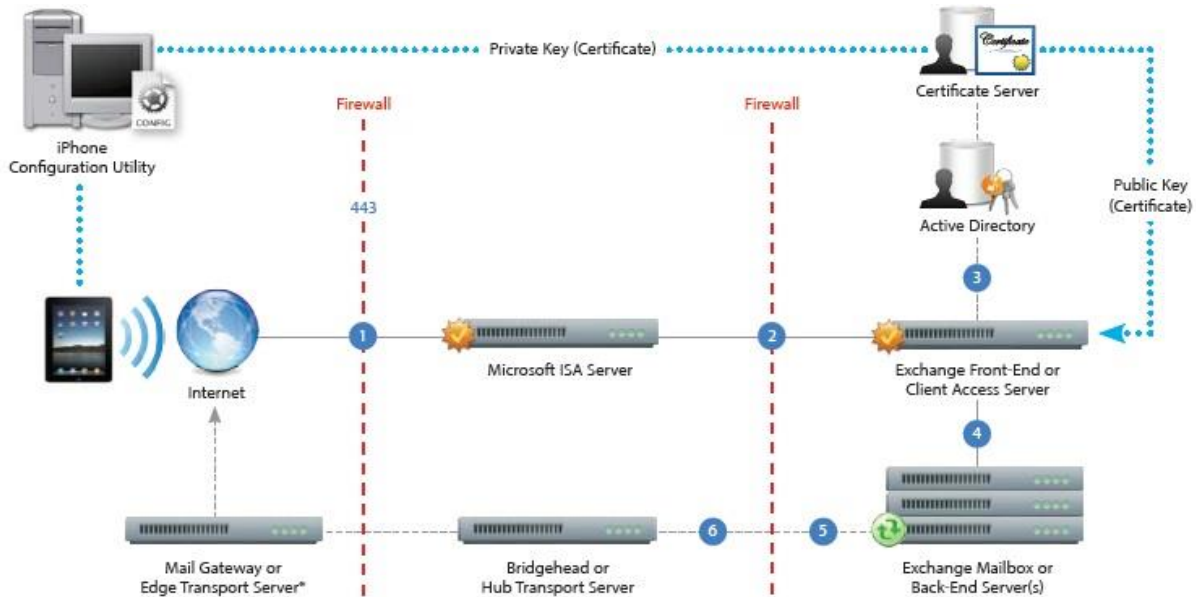 Private Key (Certificate)
Certificate
Certificate Server
CONFIG
iPhone
Configuration Utility
Firewall
Firewall
443
Active Directory
Public Key
(Certificate)
3
1
2
Internet
Microsoft ISA Server
Exchange Front-End or
Client Access Server
4
6
5
Mail Gateway or
Edge Transport Server*
Bridgehead or
Hub Transport Server
Exchange Mailbox or
Back-End Server(s)